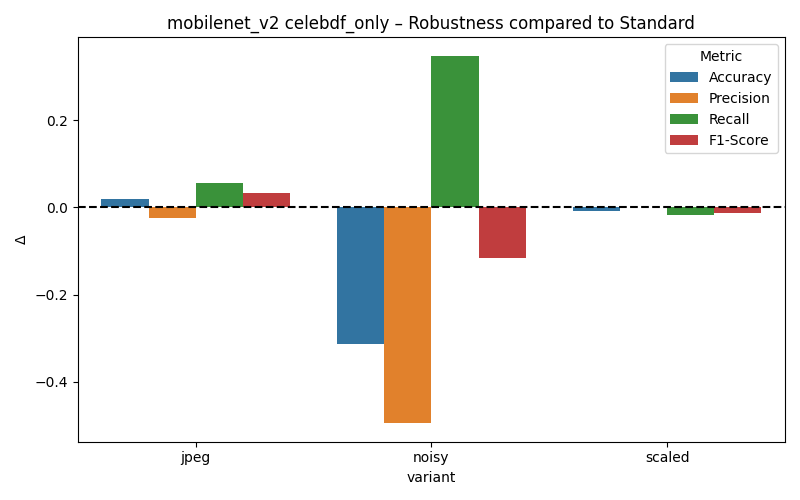 mobilenet_v2 celebdf_only – Robustness compared to Standard
Metric
Accuracy
Precision
Recall
F1-Score
0.2
0.0
−0.2
−0.4
Δ
jpeg
noisy
scaled
variant